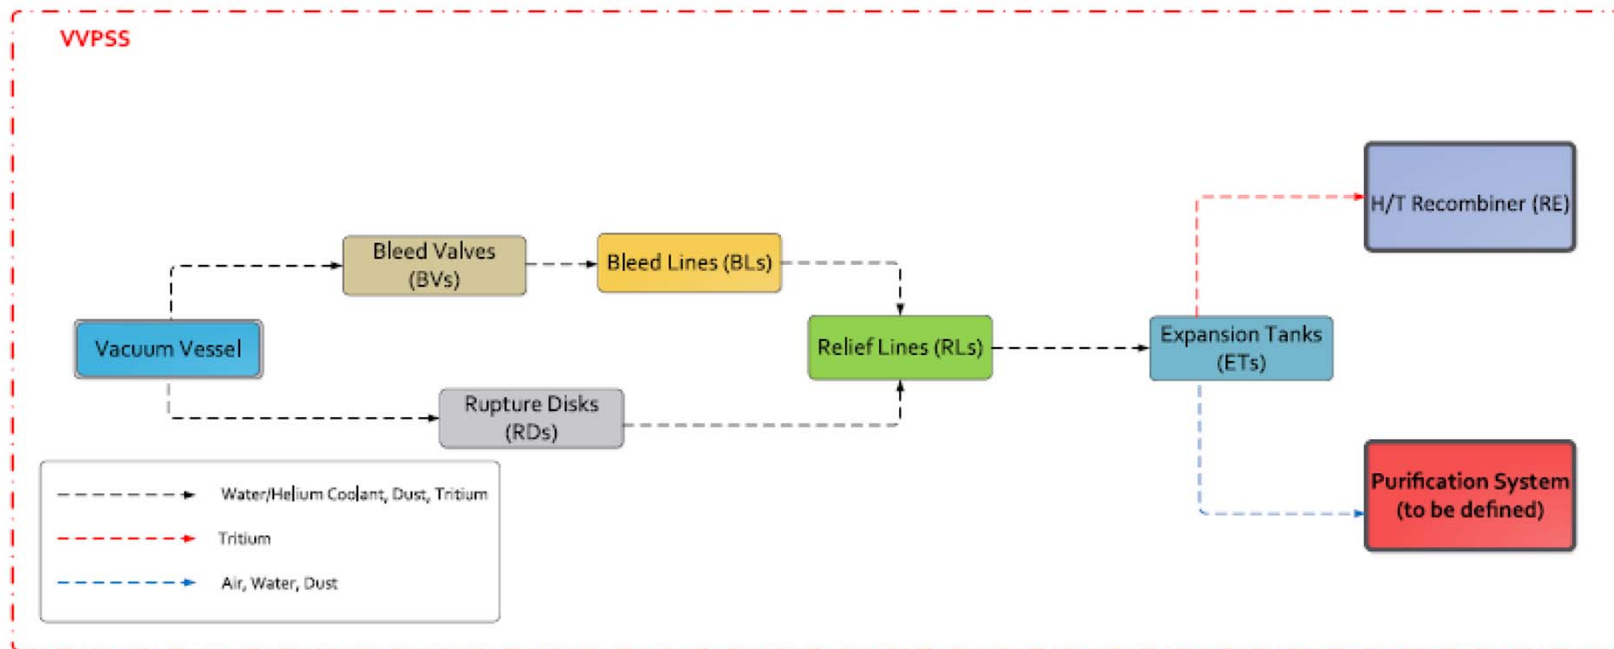 VVPSS
H/T Recombiner (RE)
Bleed Valves
(BVs)
Bleed Lines (BLs)
Vacuum Vessel
Relief Lines (RLs)
Expansion Tanks
(ETs)
Rupture Disks
(RDs)
Purification System
(to be defined)
Water/Helium Coolant, Dust, Tritium
Tritium
Air, Water, Dust